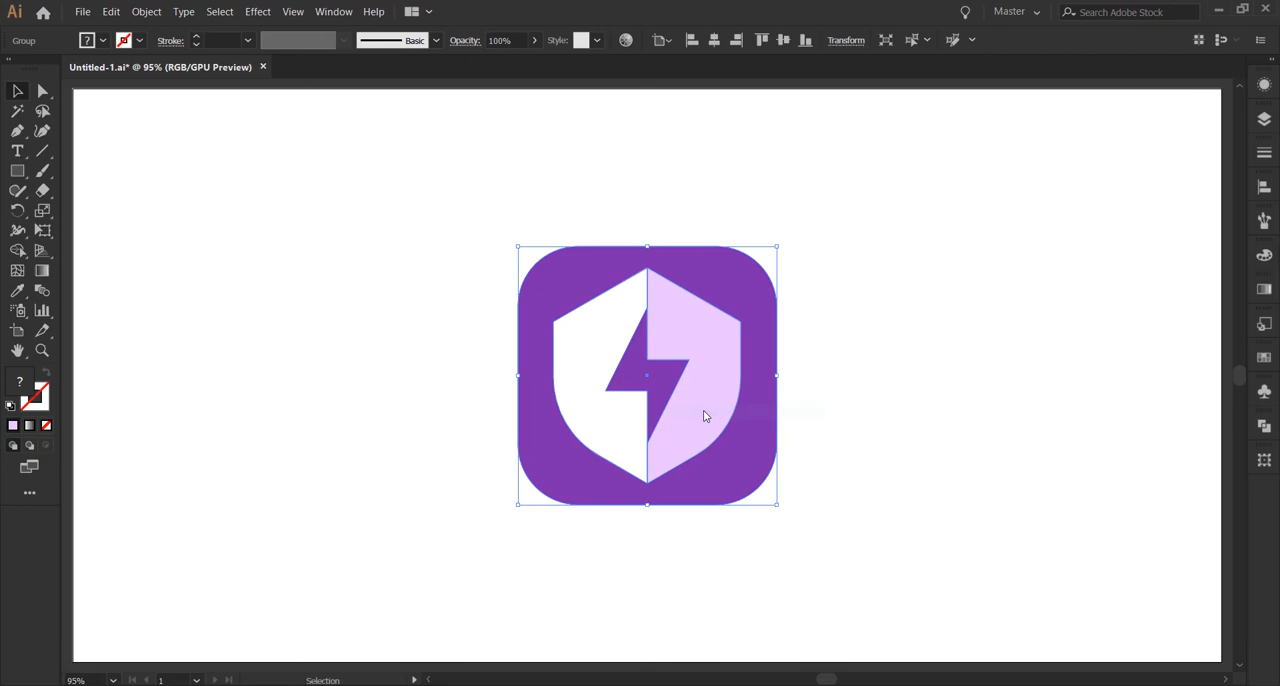 Ai File Edit Object Type Select Effect View Window Help Master Search Adobe Stock
Group ? Stroke: Basic Opacity: 100% Style: Transform
Untitled-1.ai* @ 95% (RGB/GPU Preview) ×
T
?
95% 1 Selection